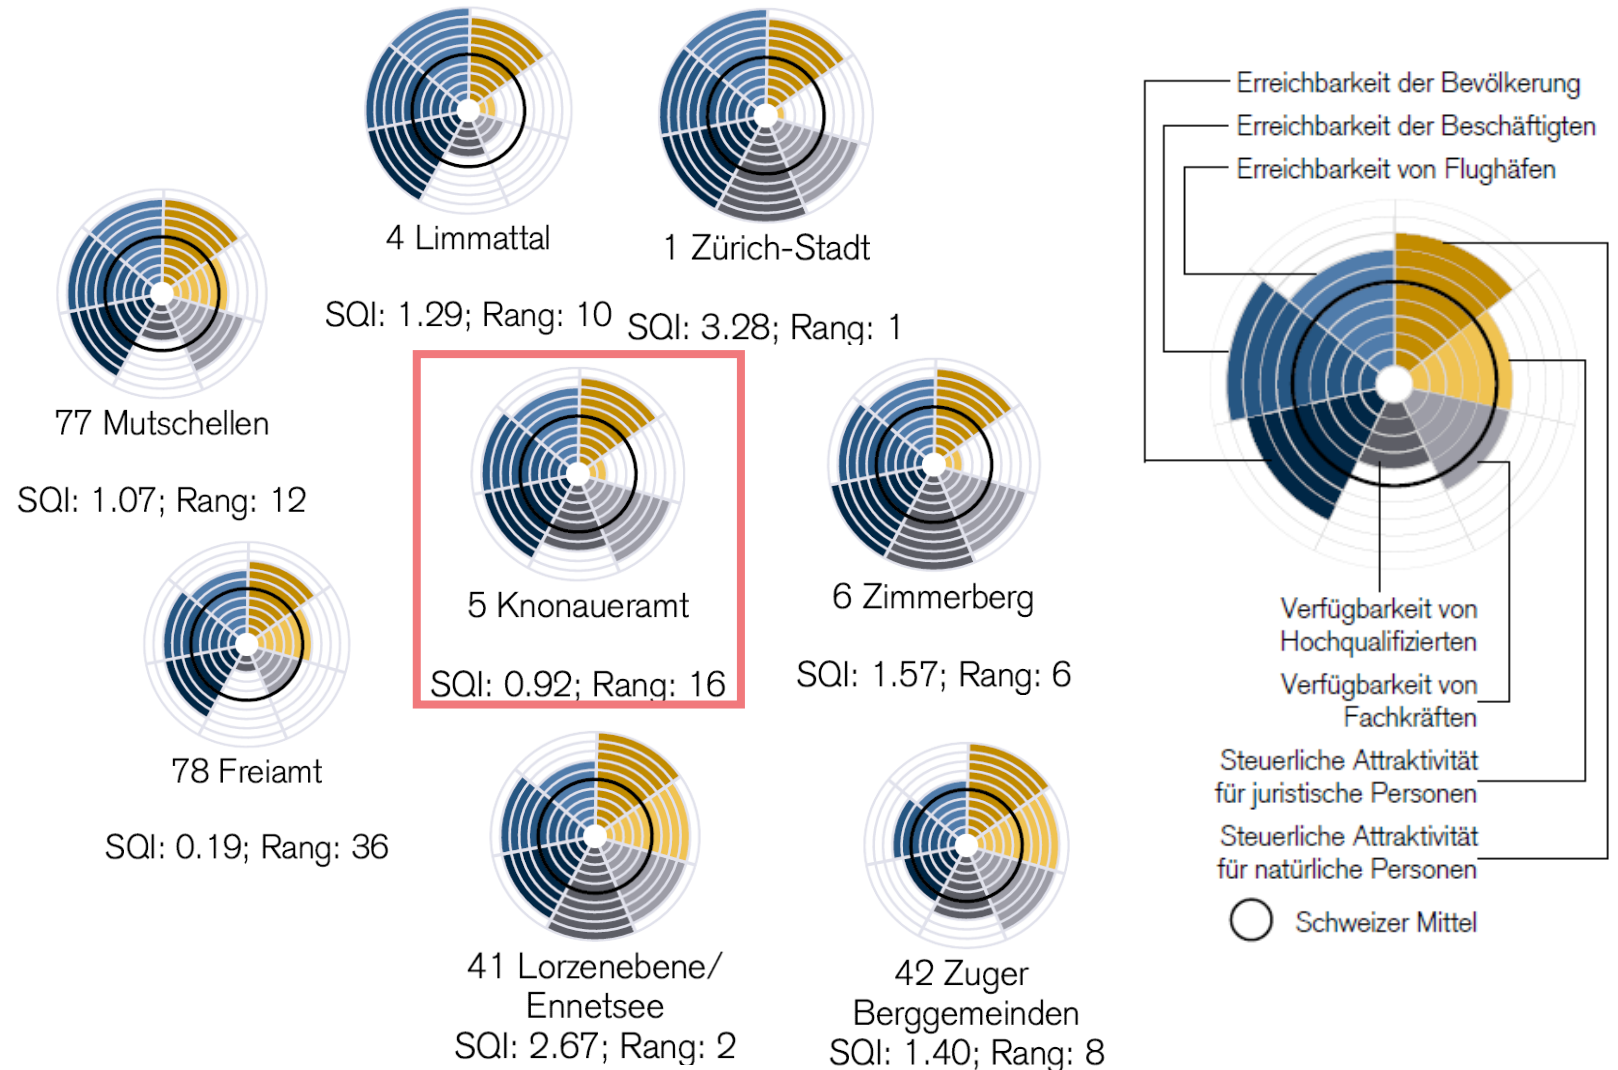 4 Limmattal
SQI: 1.29; Rang: 10
1 Zürich-Stadt
SQI: 3.28; Rang: 1
77 Mutschellen
SQI: 1.07; Rang: 12
5 Knonaueramt
SQI: 0.92; Rang: 16
6 Zimmerberg
SQI: 1.57; Rang: 6
78 Freiamt
SQI: 0.19; Rang: 36
41 Lorzenebene/
Ennetsee
SQI: 2.67; Rang: 2
42 Zuger
Berggemeinden
SQI: 1.40; Rang: 8
Erreichbarkeit der Bevölkerung
Erreichbarkeit der Beschäftigten
Erreichbarkeit von Flughäfen
Verfügbarkeit von
Hochqualifizierten
Verfügbarkeit von
Fachkräften
Steuerliche Attraktivität
für juristische Personen
Steuerliche Attraktivität
für natürliche Personen
Schweizer Mittel